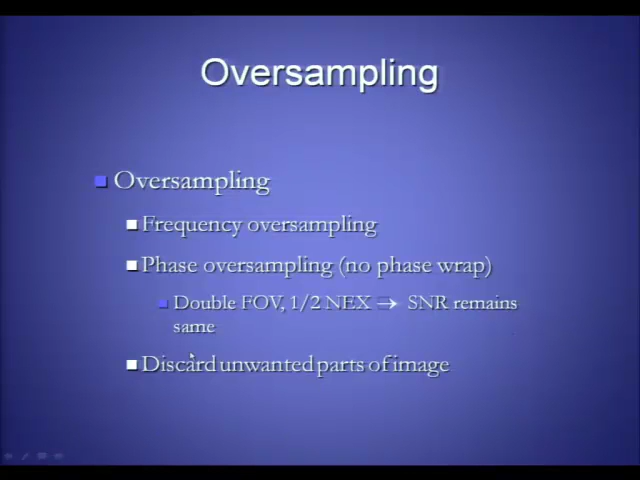 Oversampling
Oversampling
Frequency oversampling
Phase oversampling (no phase wrap)
Double FOV, 1/2 NEX → SNR remains
same
Discard unwanted parts of image